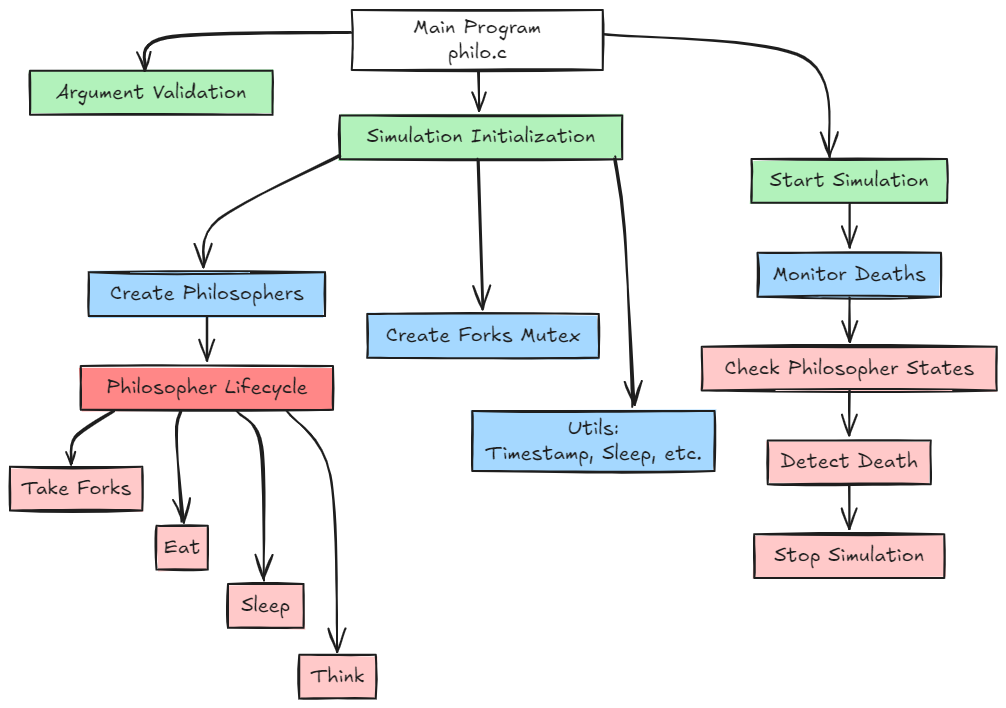 Main Program
philo.c
Argument Validation
Simulation Initialization
Start Simulation
Create Philosophers
Monitor Deaths
Create Forks Mutex
Check Philosopher States
Philosopher Lifecycle
Utils:
Timestamp, Sleep, etc.
Take Forks
Detect Death
Eat
Stop Simulation
Sleep
Think